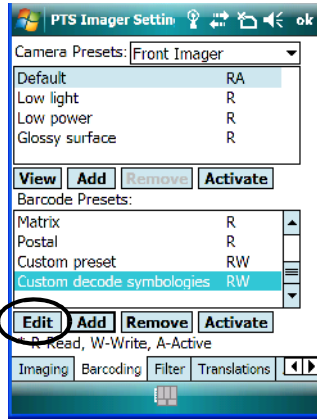 PTS Imager Settin ok
Camera Presets: Front Imager
Default RA
Low light R
Low power R
Glossy surface R
View Add Remove Activate
Barcode Presets:
Matrix R
Postal R
Custom preset RW
Custom decode symbologies RW
Edit Add Remove Activate
* R-Read, W-Write, A-Active
Imaging Barcoding Filter Translations